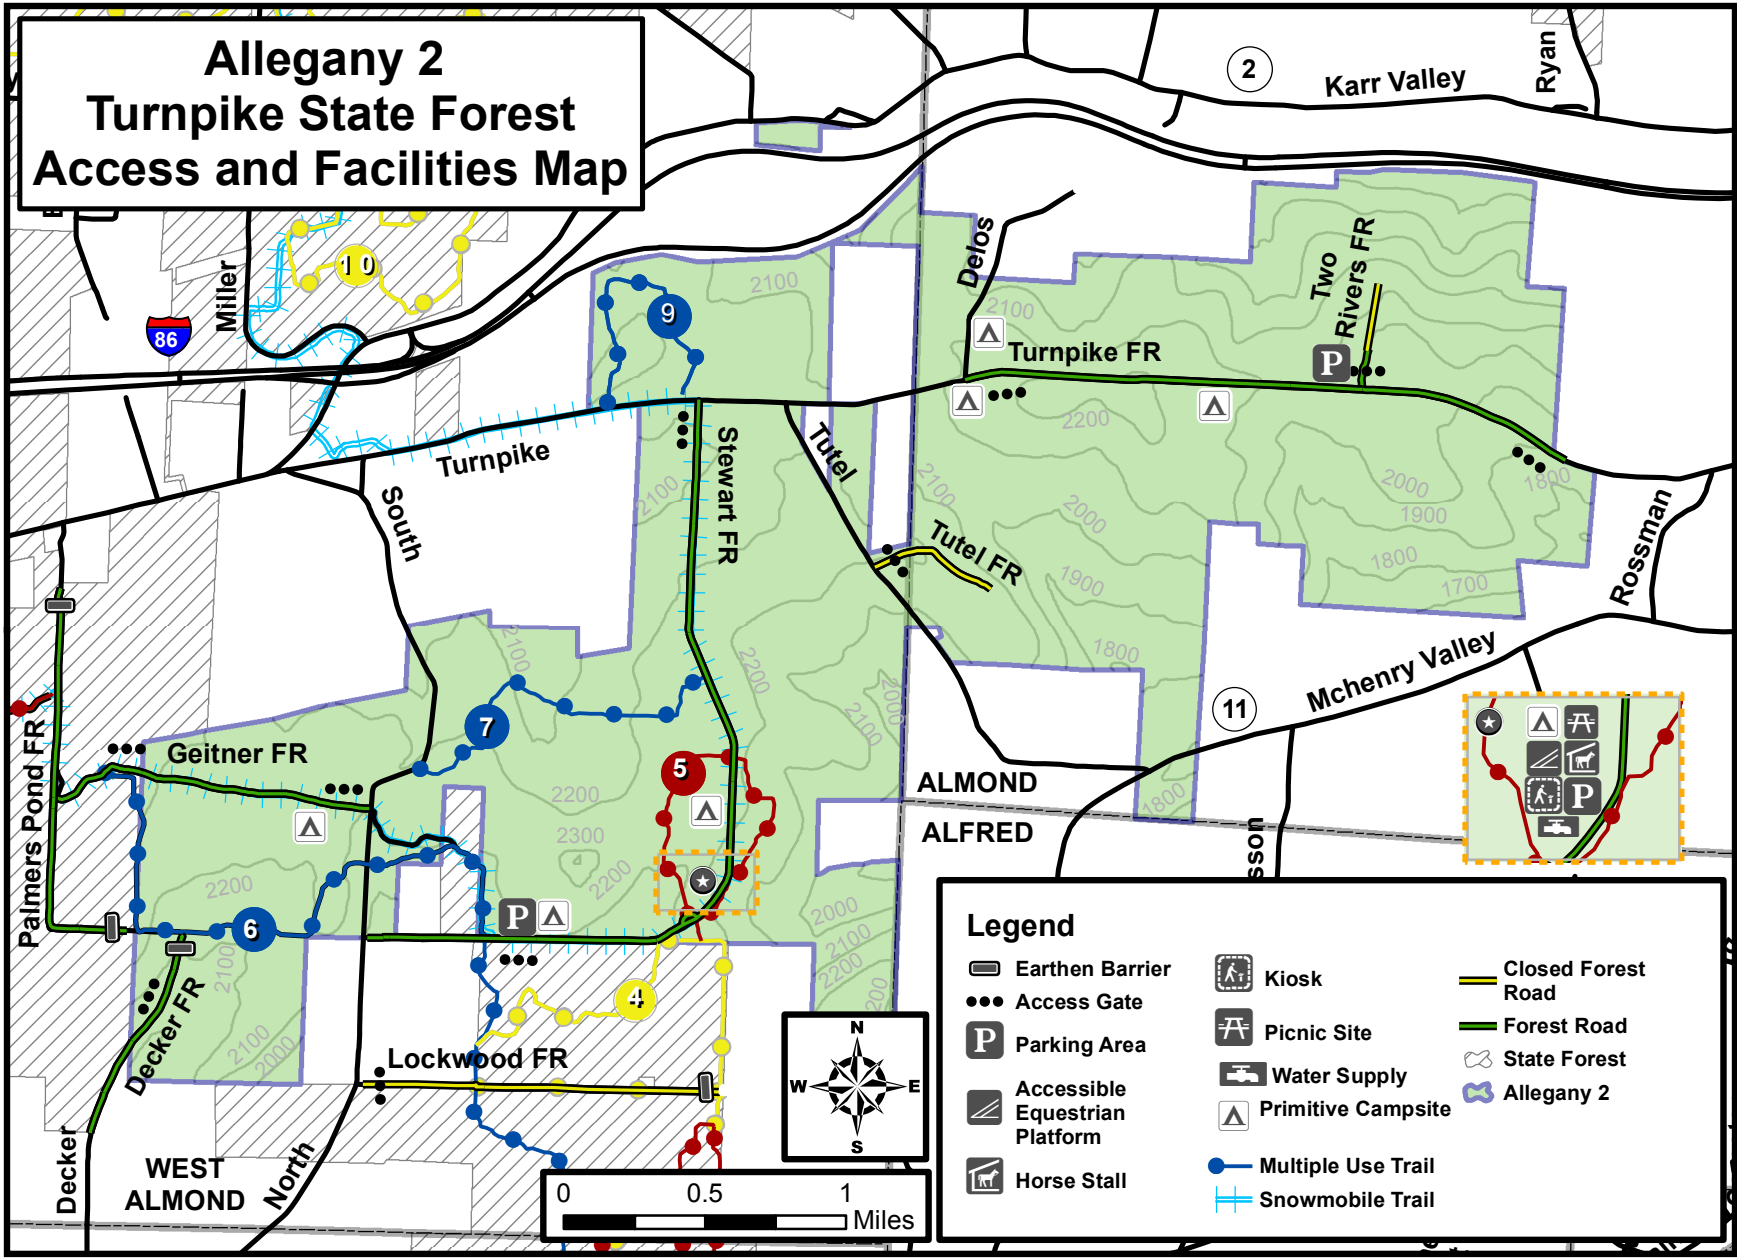 Allegany 2
Turnpike State Forest
Access and Facilities Map
2
Karr Valley
Ryan
Miller
10
86
9
2100
Delos
2100
Two
Rivers FR
P
Turnpike FR
2200
Turnpike
South
2100
Stewart FR
Tutel
2100
Tutel FR
2000
1900
2000
1900
1800
1800
1700
Rossman
1800
Mchenry Valley
11
1800
2100
2200
2000
2100
7
Geitner FR
Palmers Pond FR
5
2200
2300
2200
ALMOND
ALFRED
P
sson
2200
6
2100
P
2000
2100
2200
200
4
Decker FR
2100
2000
Lockwood FR
Decker
WEST
ALMOND
North
N
W
E
S
0
0.5
1
Miles
Legend
Earthen Barrier
Access Gate
P
Parking Area
Accessible
Equestrian
Platform
Horse Stall
Kiosk
Picnic Site
Water Supply
Primitive Campsite
Multiple Use Trail
Snowmobile Trail
Closed Forest
Road
Forest Road
State Forest
Allegany 2